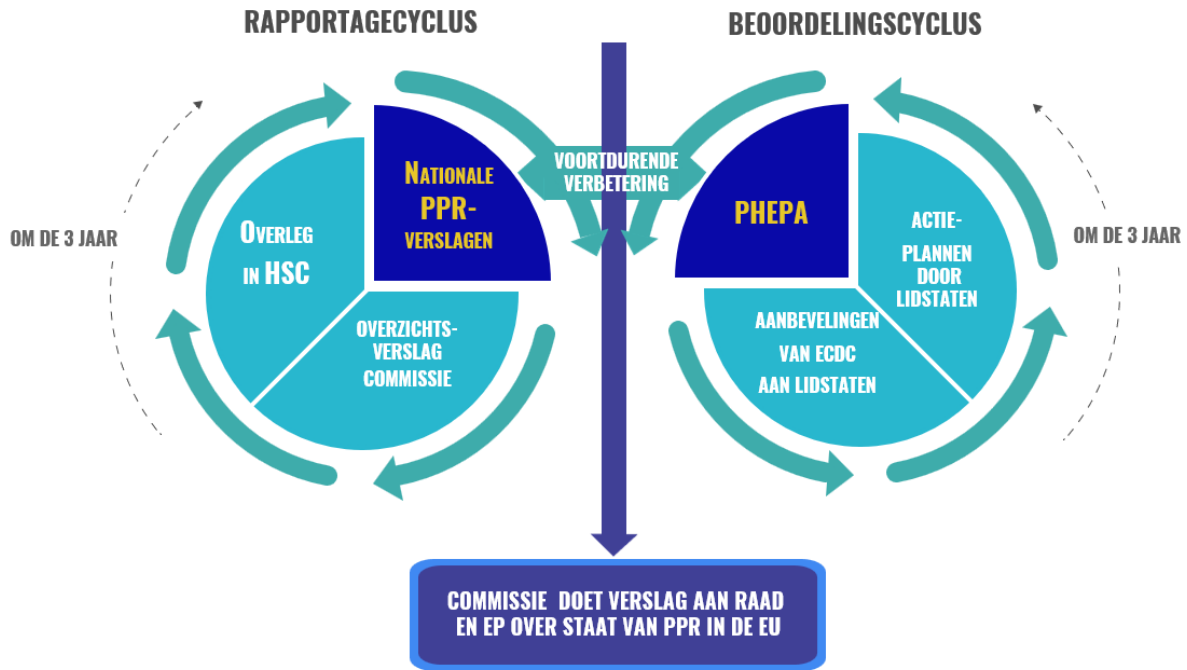 RAPPORTAGECYCLUS
BEOORDELINGSCYCLUS
OM DE 3 JAAR
OVERLEG
IN HSC
NATIONALE
PPR-
VERSLAGEN
OVERZICHTS-
VERSLAG
COMMISSIE
VOORTDURENDE
VERBETERING
PHEPA
ACTIE-
PLANNEN
DOOR
LIDSTATEN
AANBEVELINGEN
VAN ECDC
AAN LIDSTATEN
OM DE 3 JAAR
COMMISSIE DOET VERSLAG AAN RAAD
EN EP OVER STAAT VAN PPR IN DE EU